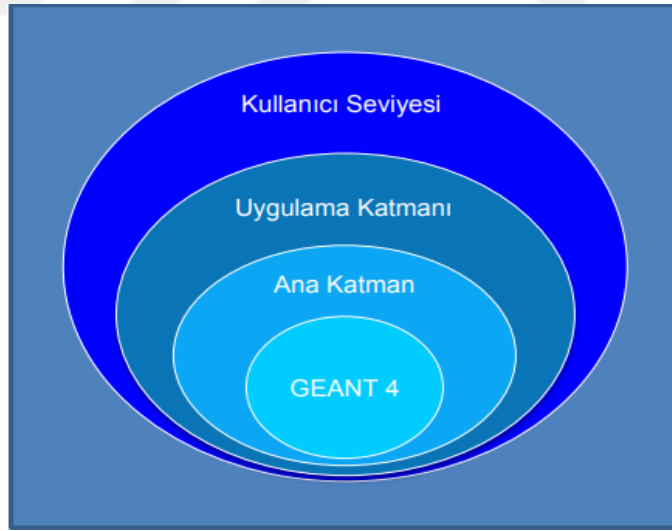 Kullanıcı Seviyesi
Uygulama Katmanı
Ana Katman
GEANT 4